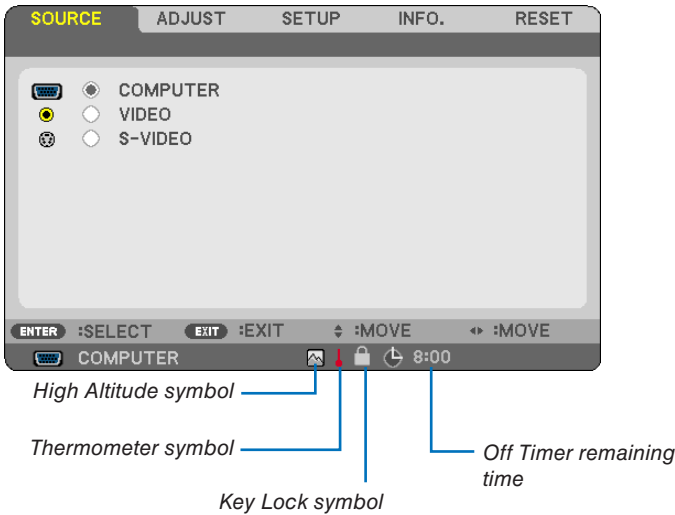 SOURCE ADJUST SETUP INFO. RESET
COMPUTER
VIDEO
S-VIDEO
ENTER :SELECT EXIT :EXIT :MOVE :MOVE
COMPUTER 8:00
High Altitude symbol
Thermometer symbol
Off Timer remaining
time
Key Lock symbol